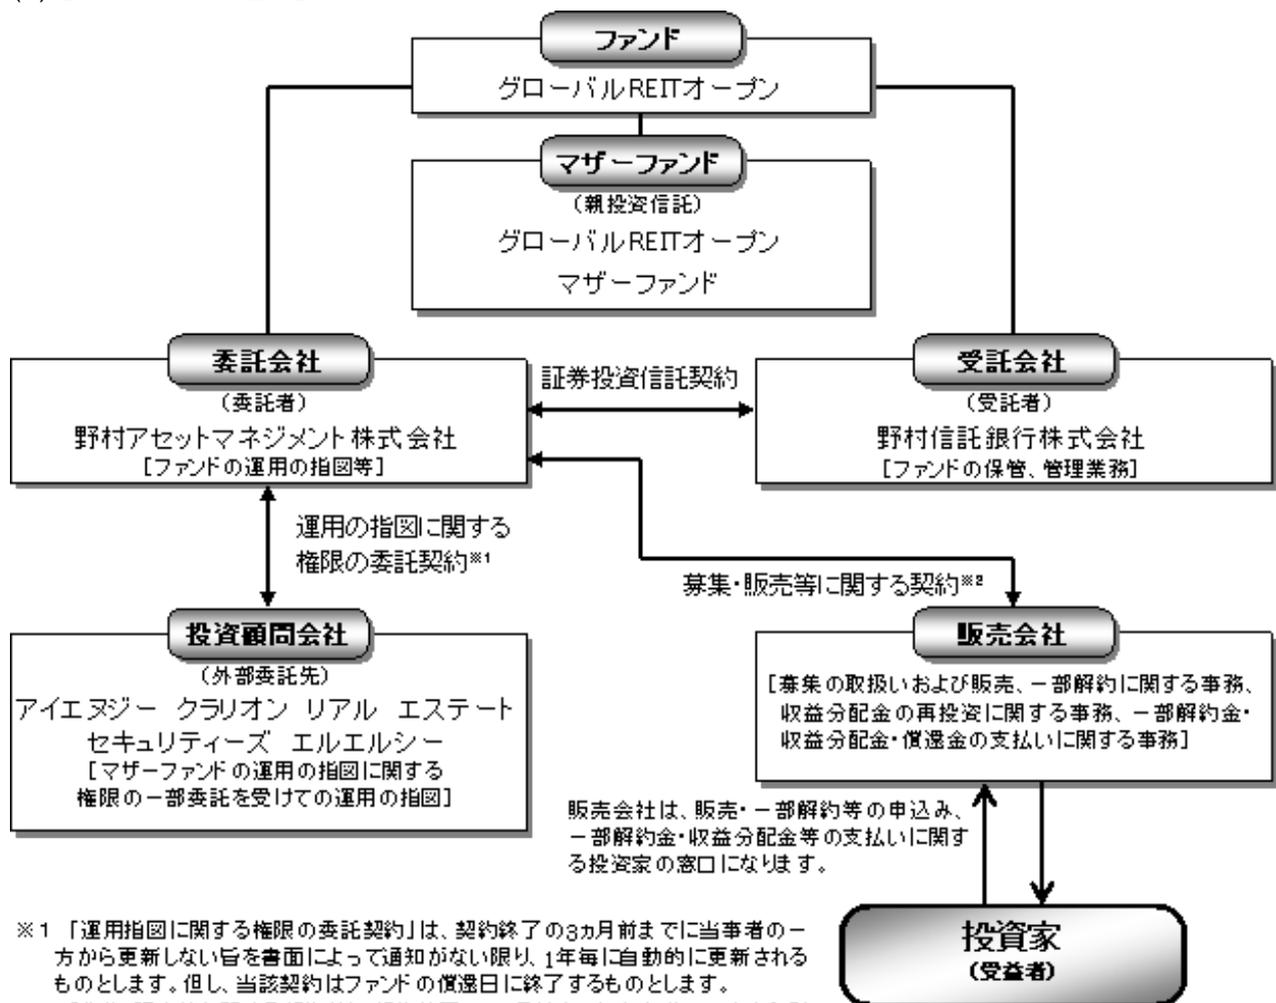 ファンド
グローバルREITオープン
マザーファンド
(親投資信託)
グローバルREITオープン
マザーファンド
委託会社
(委託者)
野村アセットマネジメント株式会社
[ファンドの運用の指図等]
証券投資信託契約
受託会社
(受託者)
野村信託銀行株式会社
[ファンドの保管、管理業務]
運用の指図に関する
権限の委託契約※1
募集・販売等に関する契約※2
投資顧問会社
(外部委託先)
アイエヌジー クラリオン リアル エステート
セキュリティーズ エルエルシー
[マザーファンドの運用の指図に関する
権限の一部委託を受けての運用の指図]
販売会社
[募集の取扱いおよび販売、一部解約に関する事務、
収益分配金の再投資に関する事務、一部解約金・
収益分配金・償還金の支払いに関する事務]
販売会社は、販売・一部解約等の申込み、
一部解約金・収益分配金等の支払いに関す
る投資家の窓口になります。
投資家
(受益者)
※1 「運用指図に関する権限の委託契約」は、契約終了の3ヵ月前までに当事者の一
方から更新しない旨を書面によって通知がない限り、1年毎に自動的に更新される
ものとします。但し、当該契約はファンドの償還日に終了するものとします。